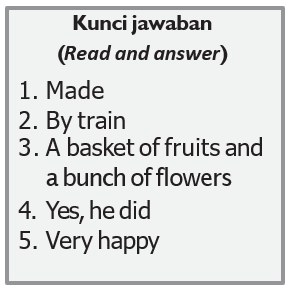 Kunci jawaban
(Read and answer)
1. Made
2. By train
3. A basket of fruits and
a bunch of flowers
4. Yes, he did
5. Very happy